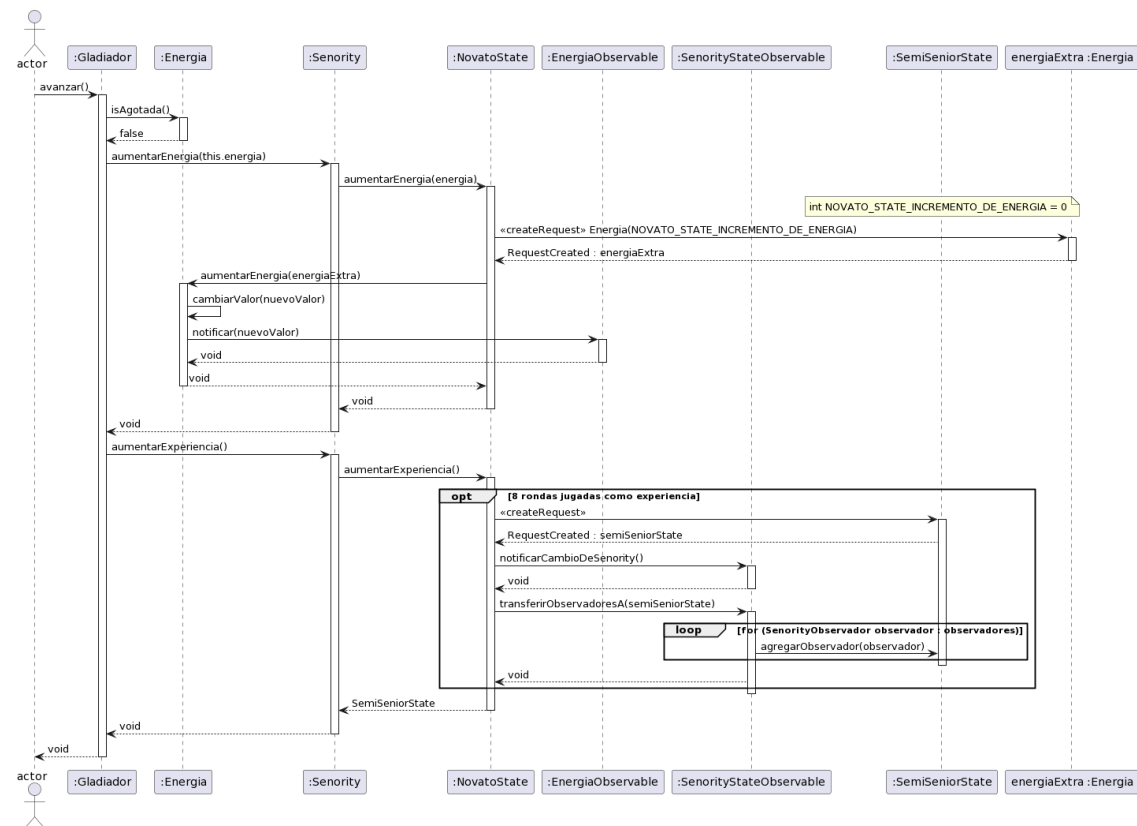 actor
:Gladiador
:Energia
:Senority
:NovatoState
:EnergiaObservable
:SenorityStateObservable
:SemiSeniorState
energiaExtra :Energia
avanzar()
isAgotada()
false
aumentarEnergia(this.energia)
aumentarEnergia(energia)
int NOVATO_STATE_INCREMENTO_DE_ENERGIA = 0
«createRequest» Energia(NOVATO_STATE_INCREMENTO_DE_ENERGIA)
RequestCreated : energiaExtra
aumentarEnergia(energiaExtra)
cambiarValor(nuevoValor)
notificar(nuevoValor)
void
void
void
void
aumentarExperiencia()
aumentarExperiencia()
opt [8 rondas jugadas como experiencia]
«createRequest»
RequestCreated : semiSeniorState
notificarCambioDeSenority()
void
transferirObservadoresA(semiSeniorState)
loop [for (SenorityObservador observador : observadores)]
agregarObservador(observador)
void
SemiSeniorState
void
void
actor
:Gladiador
:Energia
:Senority
:NovatoState
:EnergiaObservable
:SenorityStateObservable
:SemiSeniorState
energiaExtra :Energia